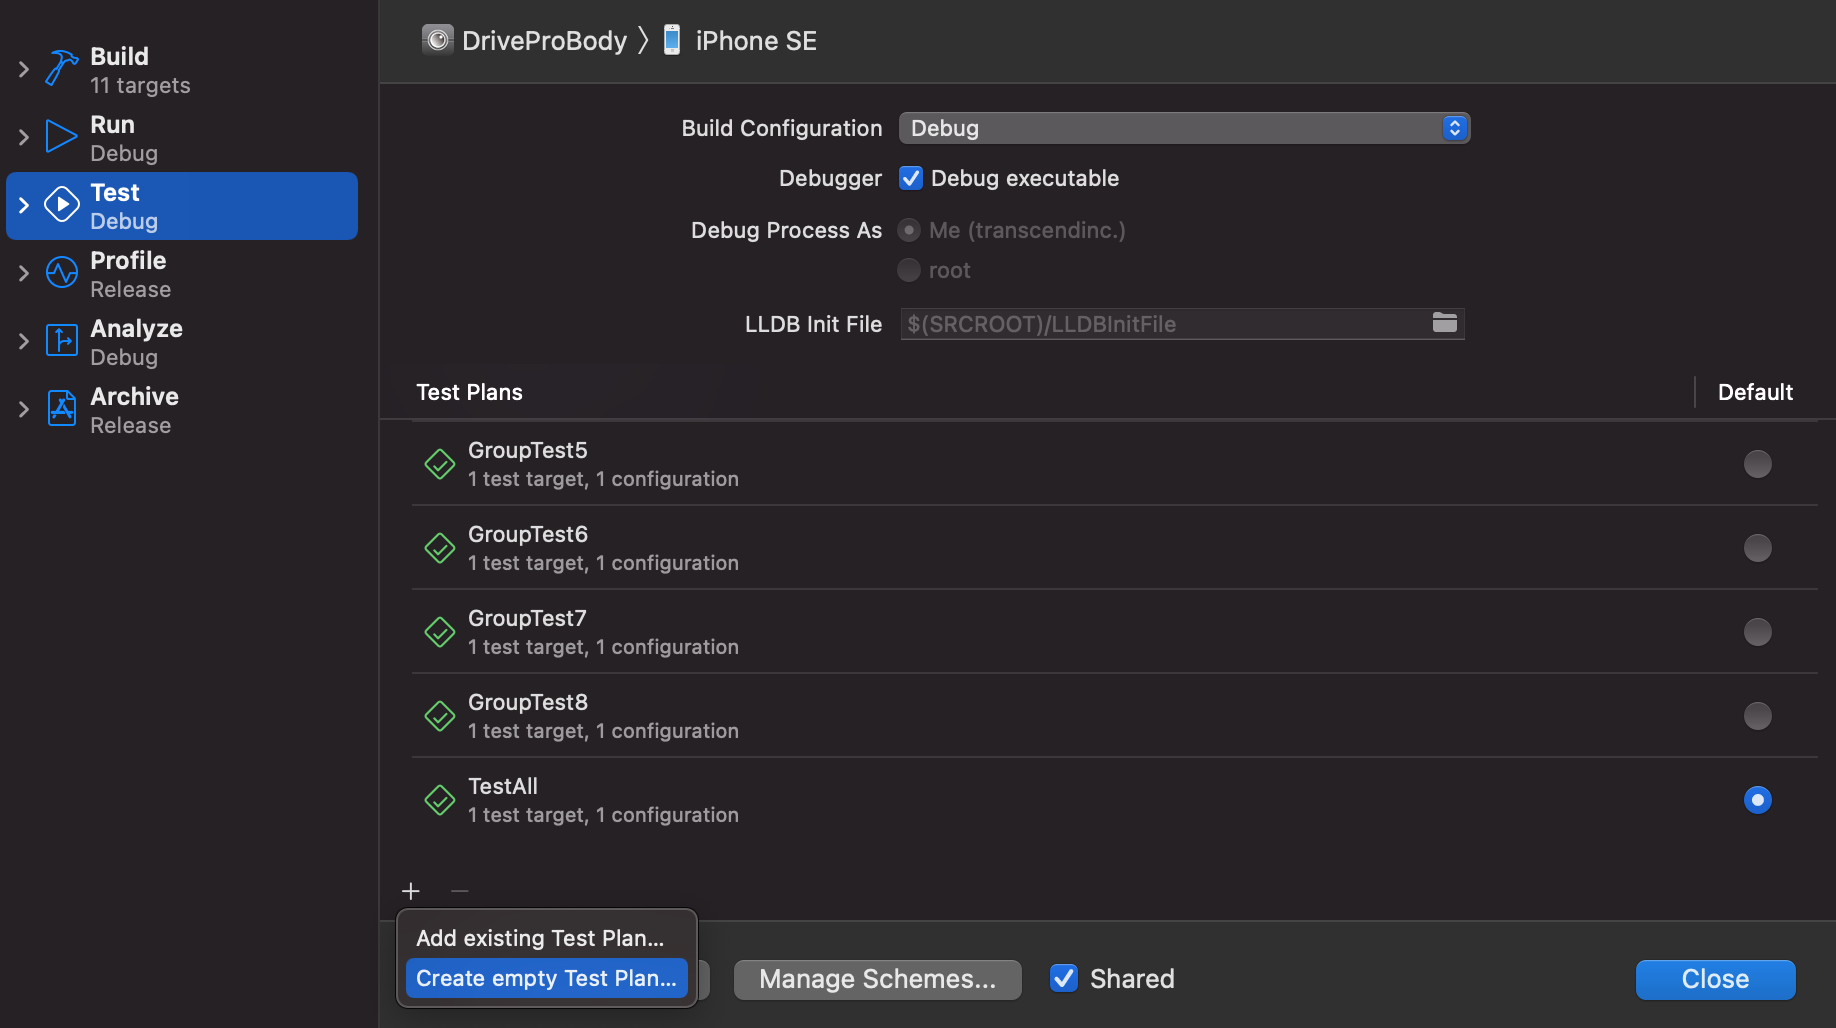 Build
11 targets
Run
Debug
Test
Debug
Profile
Release
Analyze
Debug
Archive
Release
DriveProBody 〉 iPhone SE
Build Configuration Debug
Debugger Debug executable
Debug Process As Me (transcendinc.)
root
LLDB Init File $(SRCROOT)/LLDBInitFile
Test Plans Default
GroupTest5
1 test target, 1 configuration
GroupTest6
1 test target, 1 configuration
GroupTest7
1 test target, 1 configuration
GroupTest8
1 test target, 1 configuration
TestAll
1 test target, 1 configuration
Add existing Test Plan...
Create empty Test Plan...
Manage Schemes... Shared Close